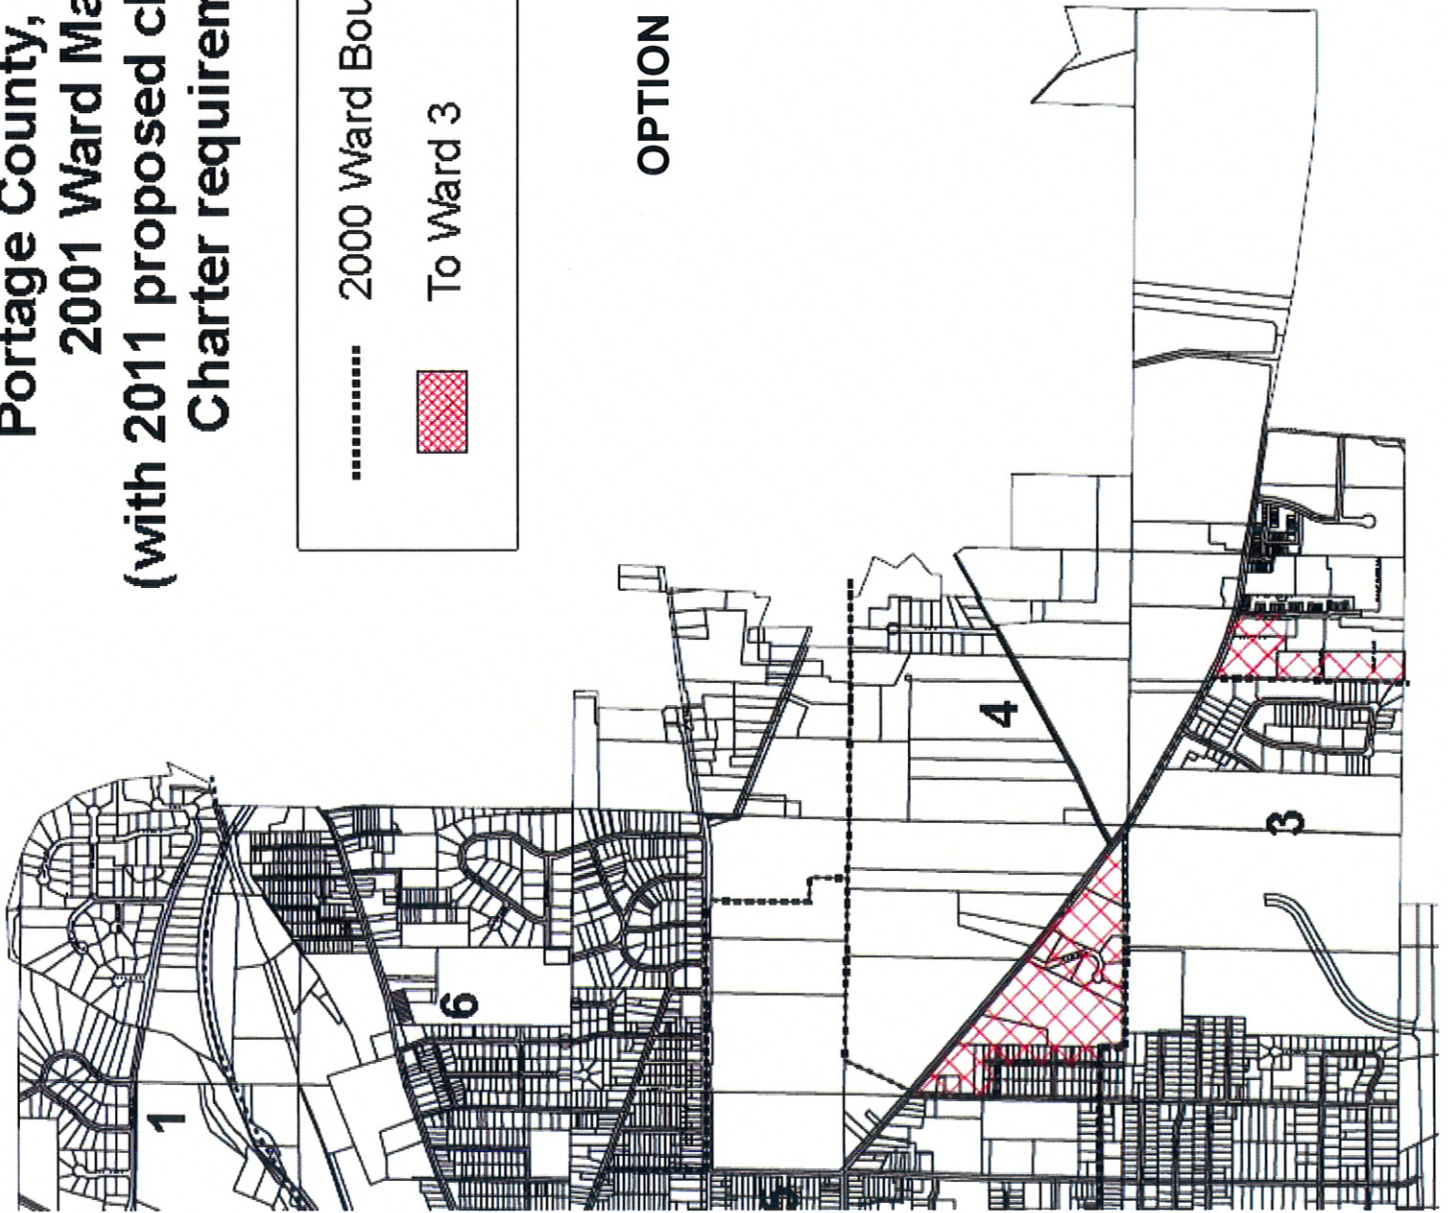 Portage County,
2001 Ward Ma
(with 2011 proposed c
Charter requirem
2000 Ward Bou
To Ward 3
OPTION
1
6
4
3
5